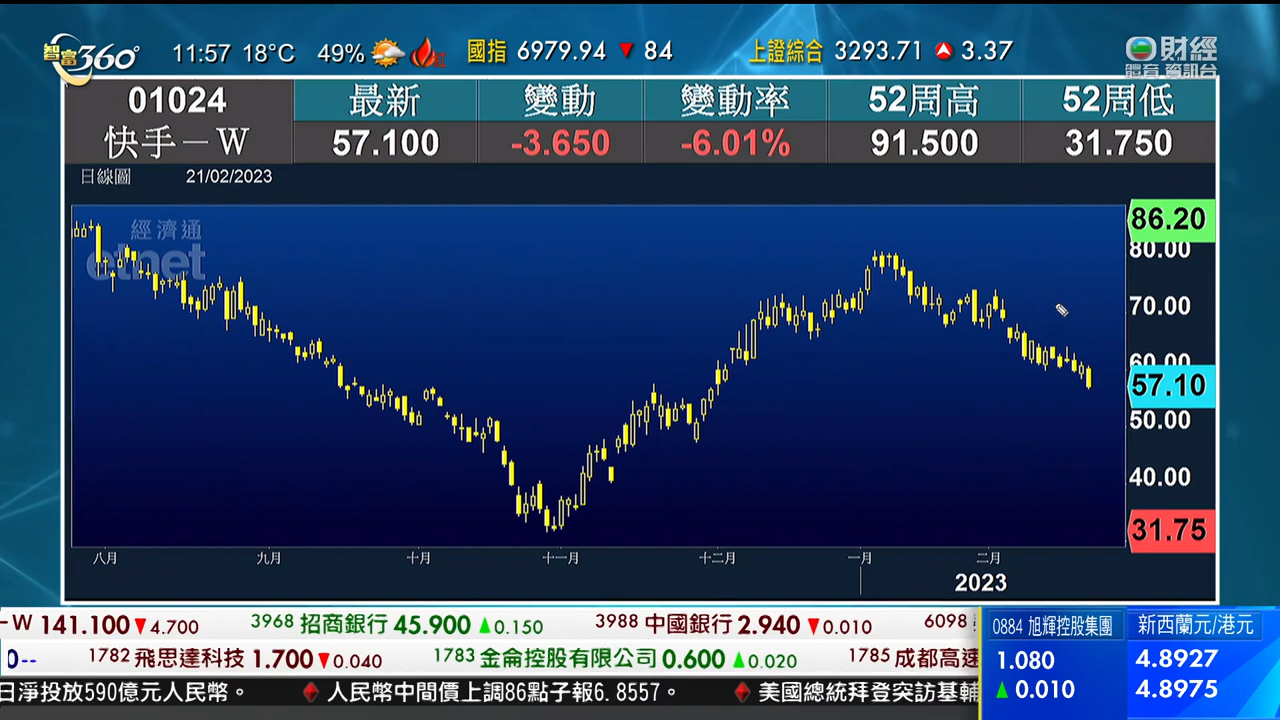 智富360°
11:57 18°C 49% 國指 6979.94 ▼ 84 上證綜合 3293.71 ▲ 3.37
財經
體育 資訊台
01024 最新 變動 變動率 52周高 52周低
快手－W 57.100 -3.650 -6.01% 91.500 31.750
日線圖 21/02/2023
經濟通
etnet
86.20
80.00
70.00
60.00
57.10
50.00
40.00
31.75
八月 九月 十月 十一月 十二月 一月 二月
2023
-W 141.100 ▼ 4.700 3968 招商銀行 45.900 ▲ 0.150 3988 中國銀行 2.940 ▼ 0.010 6098
0-- 1782 飛思達科技 1.700 ▼ 0.040 1783 金侖控股有限公司 0.600 ▲ 0.020 1785 成都高速
日淨投放590億元人民幣。 人民幣中間價上調86點子報6.8557。 美國總統拜登突訪基輔
0884 旭輝控股集團 新西蘭元/港元
1.080 4.8927
▲ 0.010 4.8975